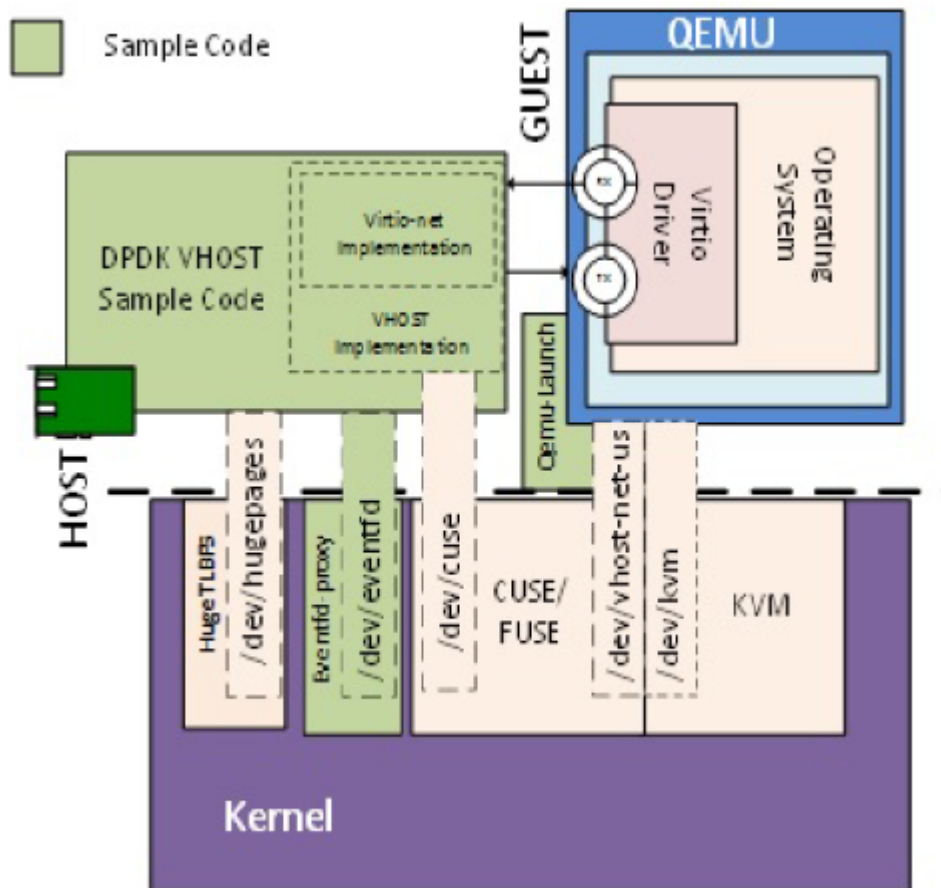 Sample Code
GUEST
QEMU
Operating
System
Virtio
Driver
TX
DPDK VHOST
Sample Code
Virtio-net
Implementation
VHOST
Implementation
Qemu-Launch
HOST
HugeTLBFS
/dev/hugepages
Eventfd-proxy
/dev/eventfd
/dev/cuse
CUSE/
FUSE
/dev/vhost-net-us
/dev/kvm
KVM
Kernel